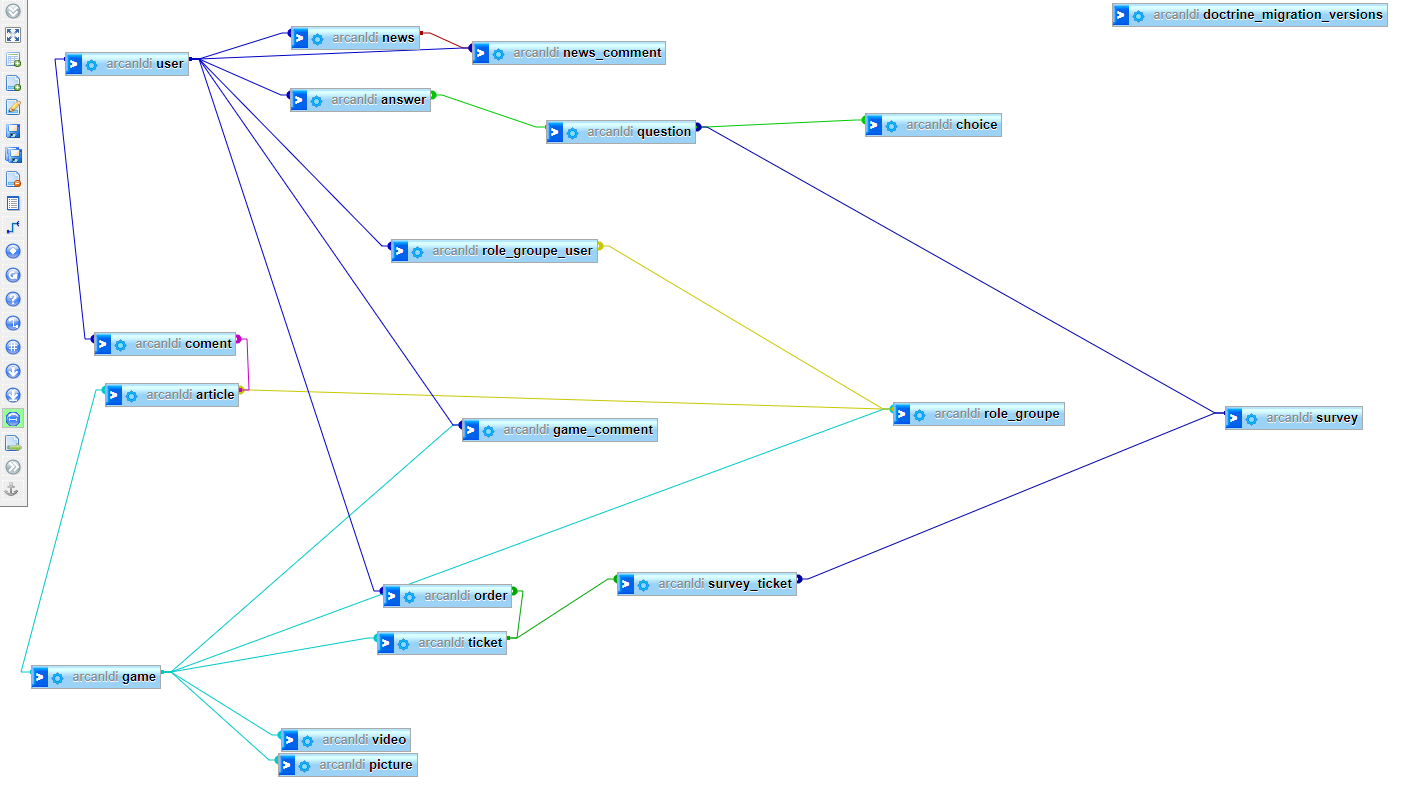 arcanldi doctrine_migration_versions
arcanldi news
arcanldi news_comment
arcanldi user
arcanldi answer
arcanldi question
arcanldi choice
arcanldi role_groupe_user
arcanldi coment
arcanldi article
arcanldi role_groupe
arcanldi survey
arcanldi game_comment
arcanldi survey_ticket
arcanldi order
arcanldi ticket
arcanldi game
arcanldi video
arcanldi picture